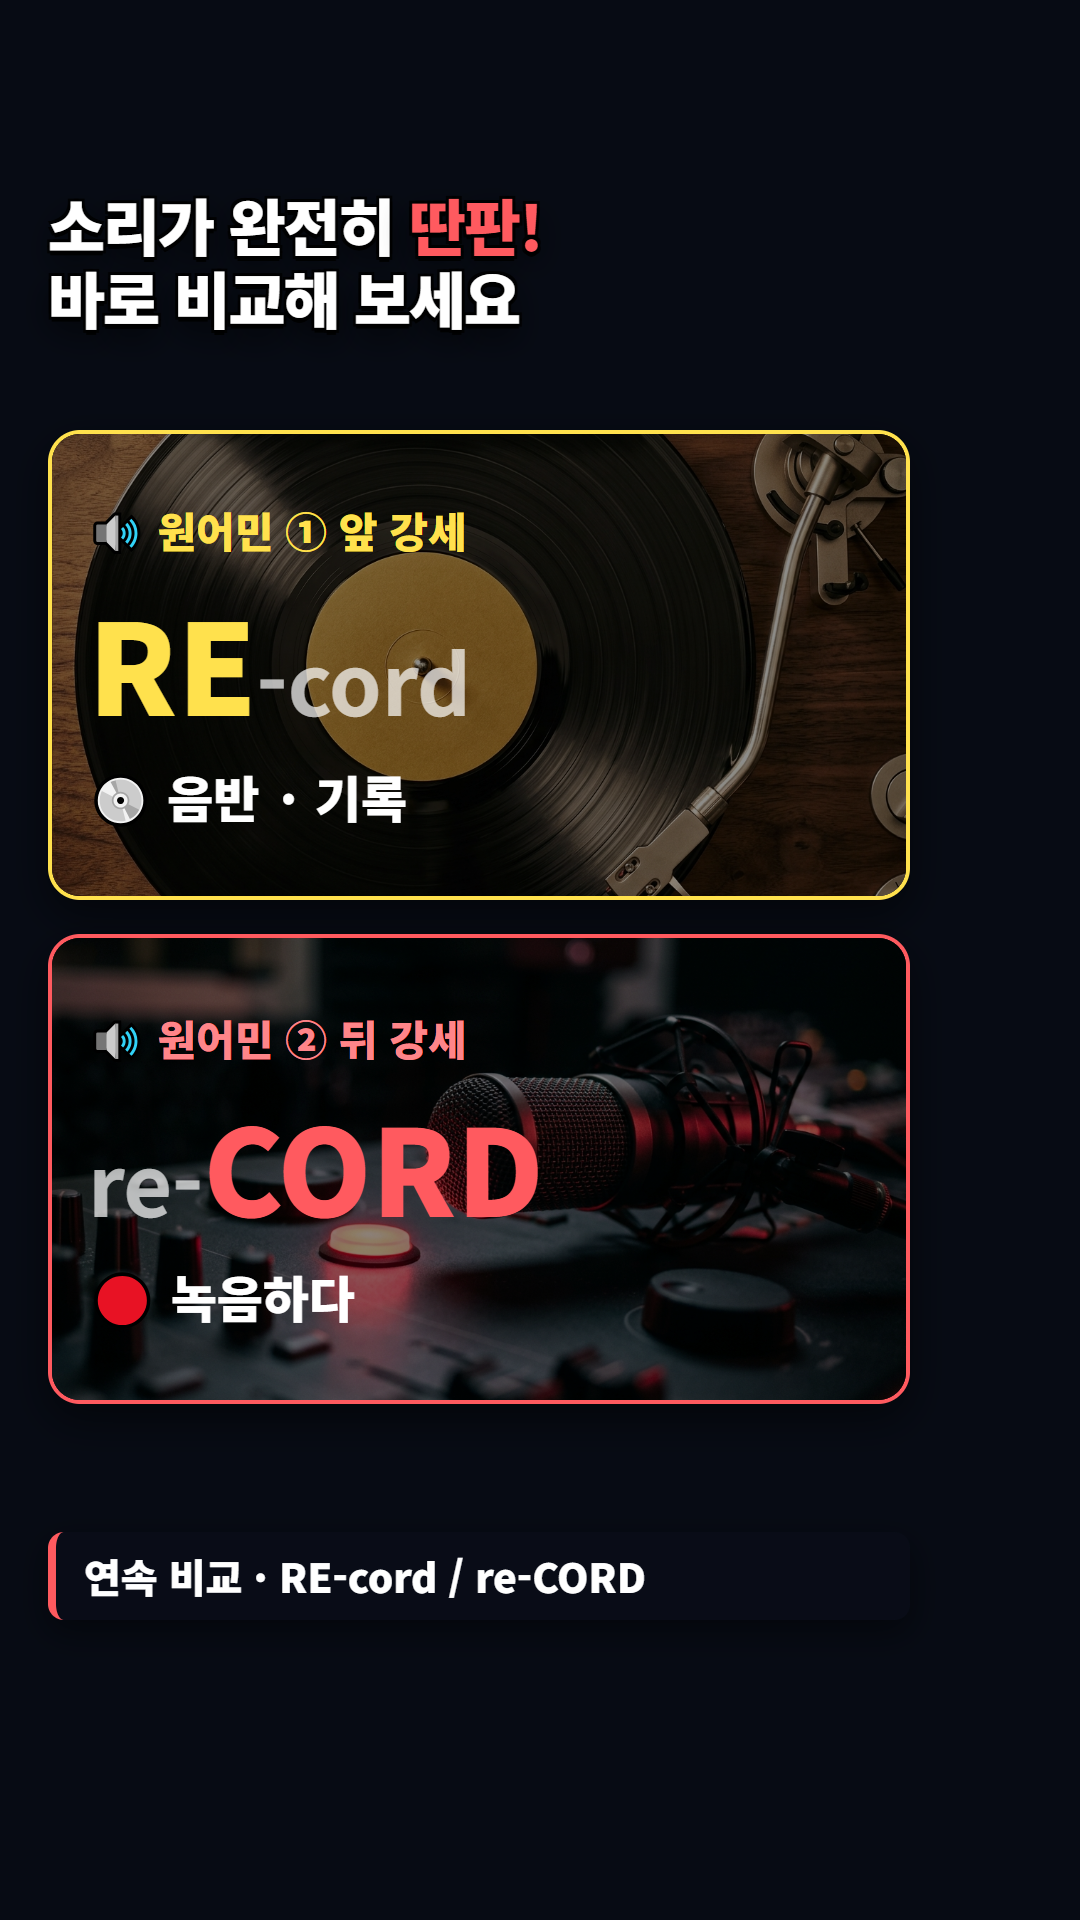 소리가 완전히 딴판!
바로 비교해 보세요
🔊 원어민 ① 앞 강세
RE-cord
💿 음반 · 기록
🔊 원어민 ② 뒤 강세
re-CORD
🔴 녹음하다
연속 비교 · RE-cord / re-CORD